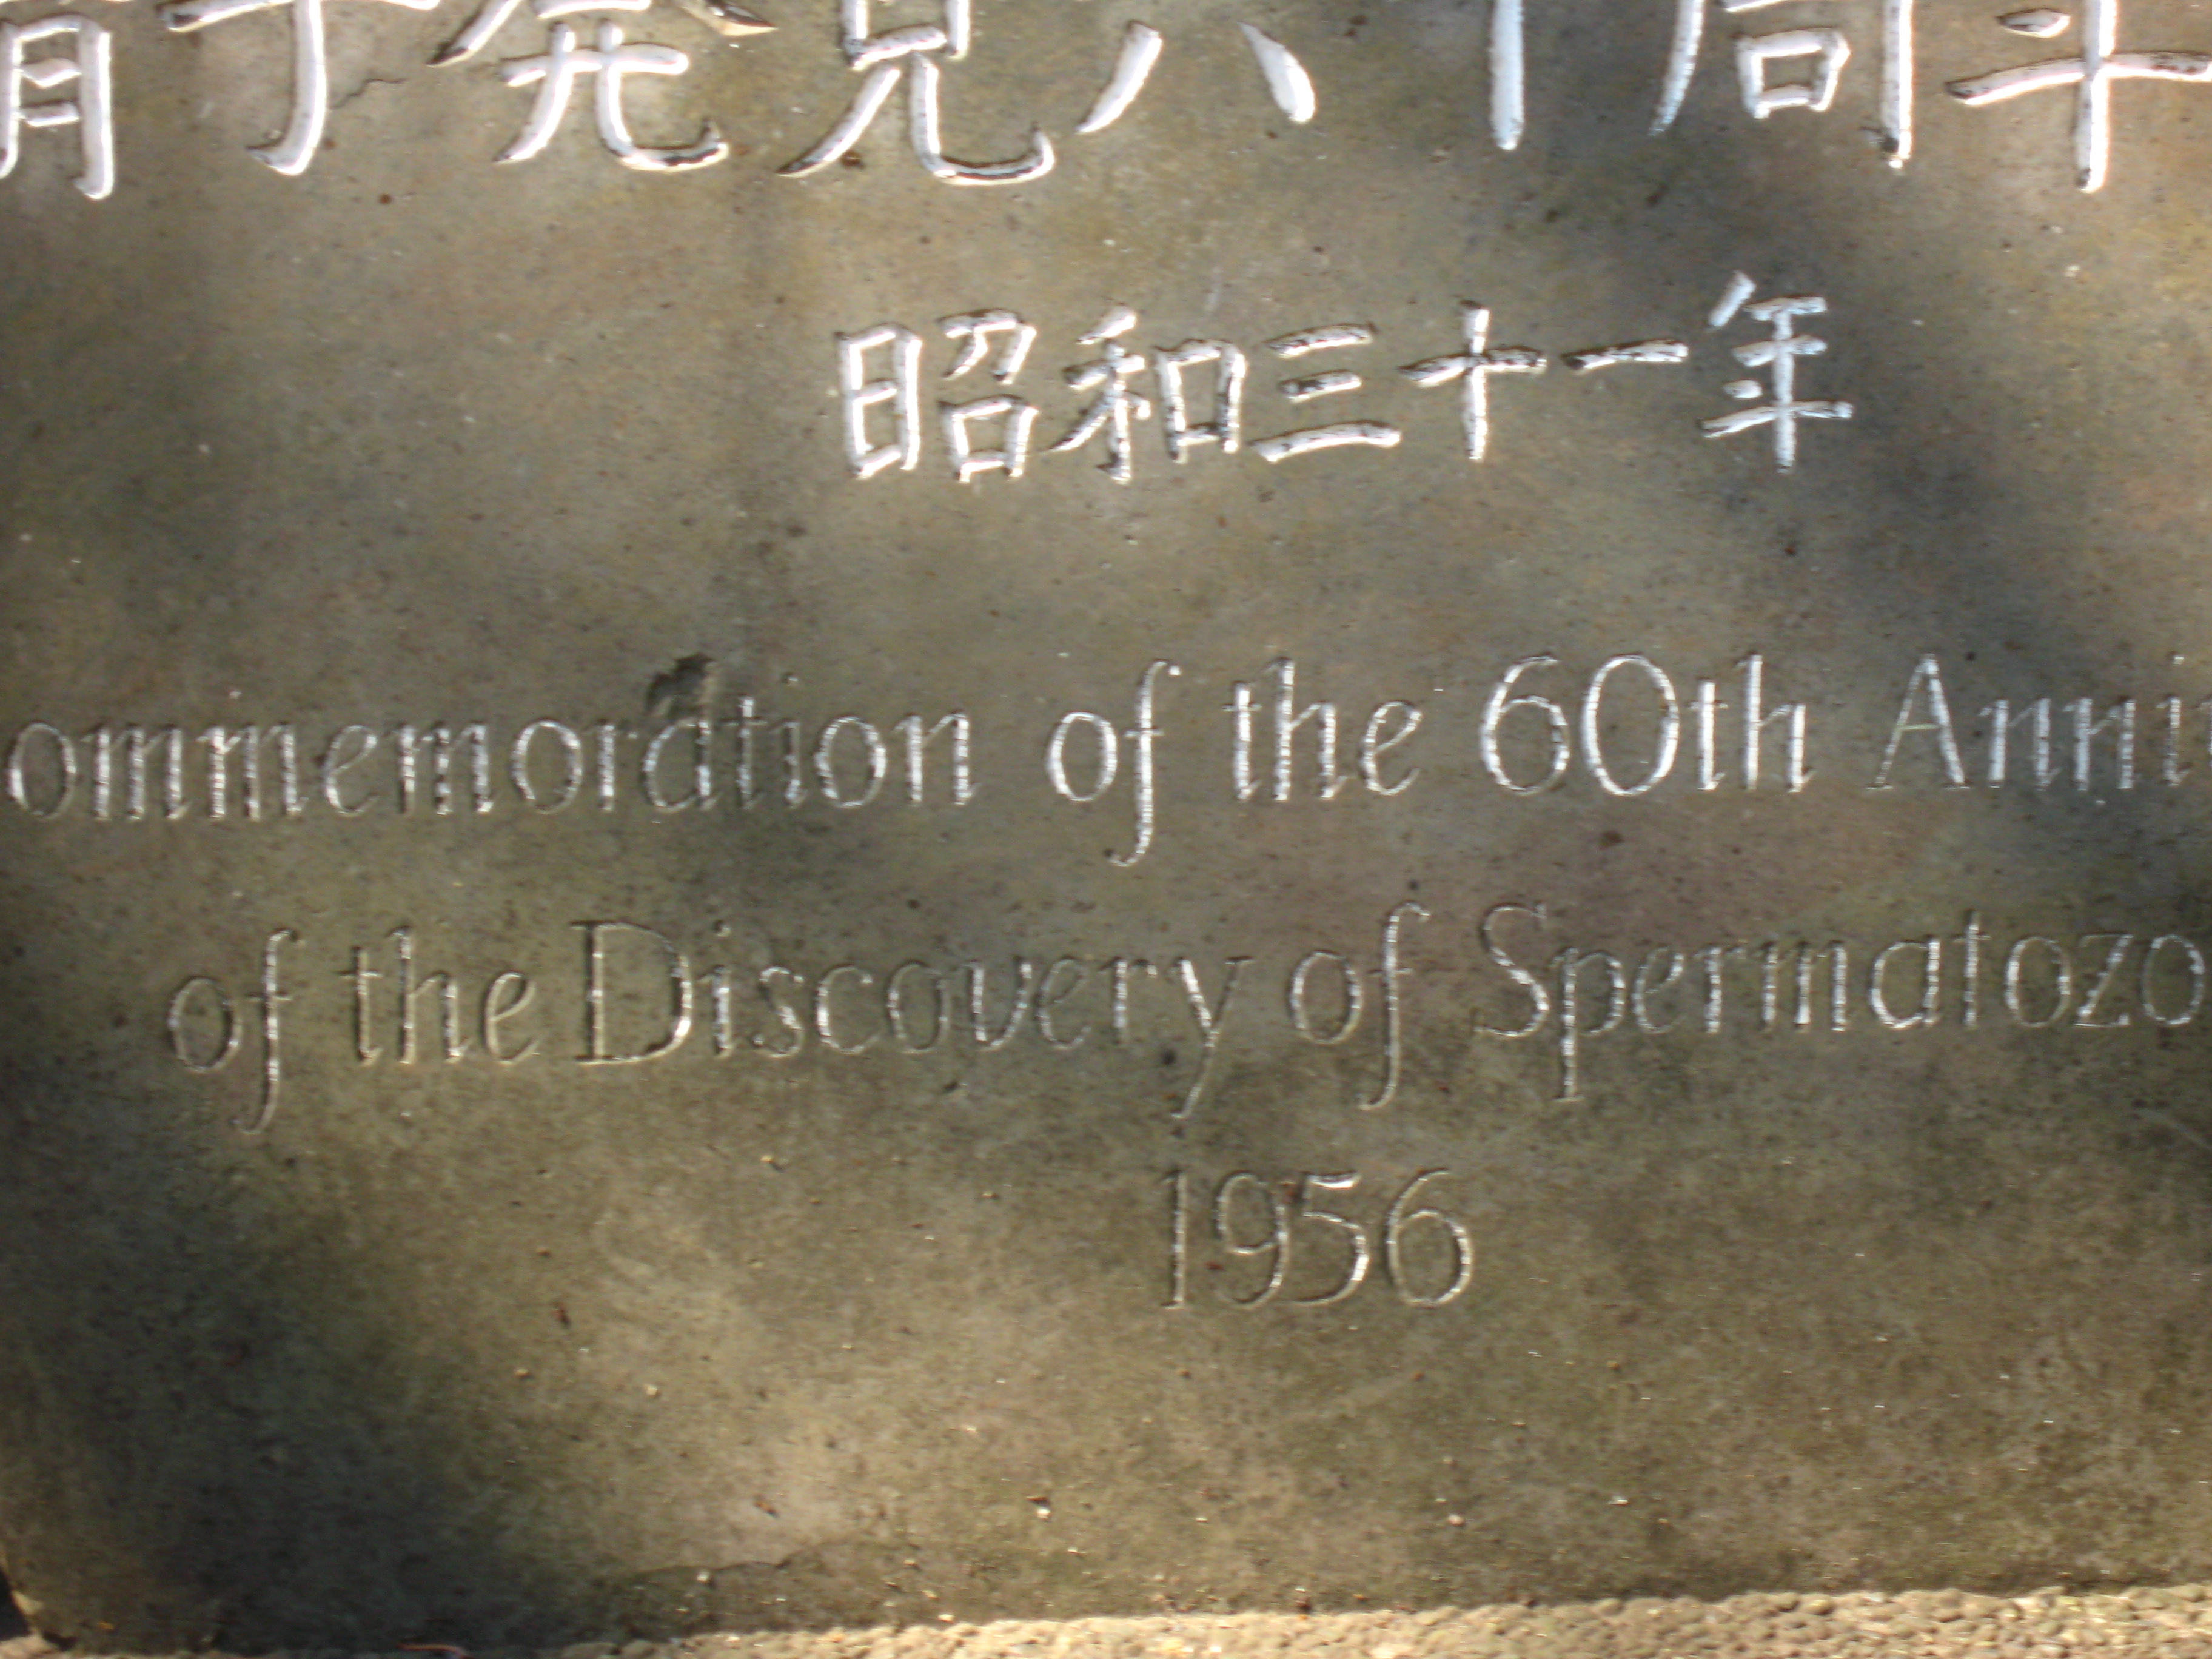 精子発見六十周年
昭和三十一年
ommemoration of the 60th Anni
of the Discovery of Spermatozo
1956